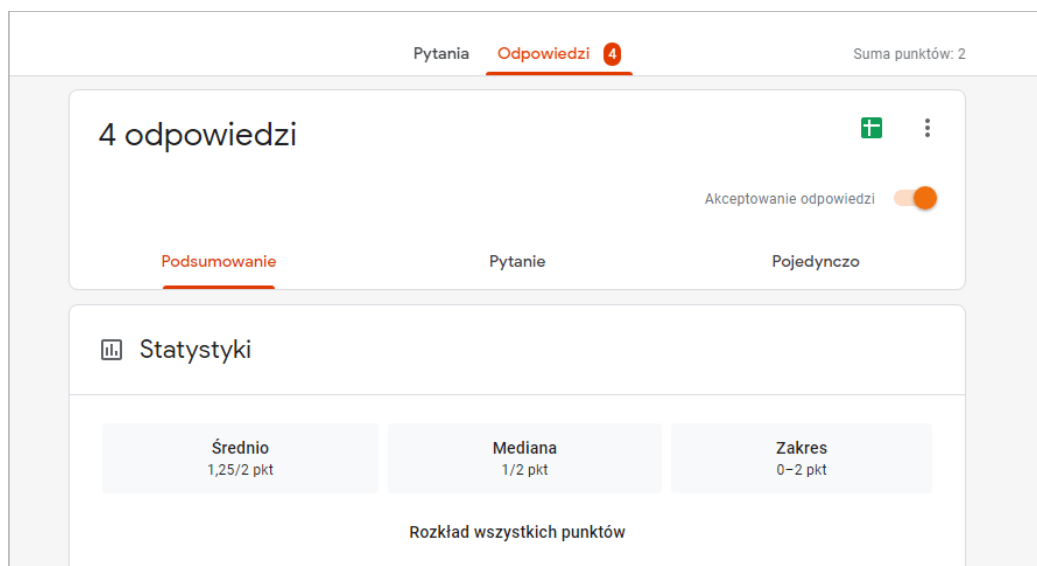 Pytania Odpowiedzi 4 Suma punktów: 2
4 odpowiedzi
Akceptowanie odpowiedzi
Podsumowanie Pytanie Pojedynczo
Statystyki
Średnio Mediana Zakres
1,25/2 pkt 1/2 pkt 0–2 pkt
Rozkład wszystkich punktów